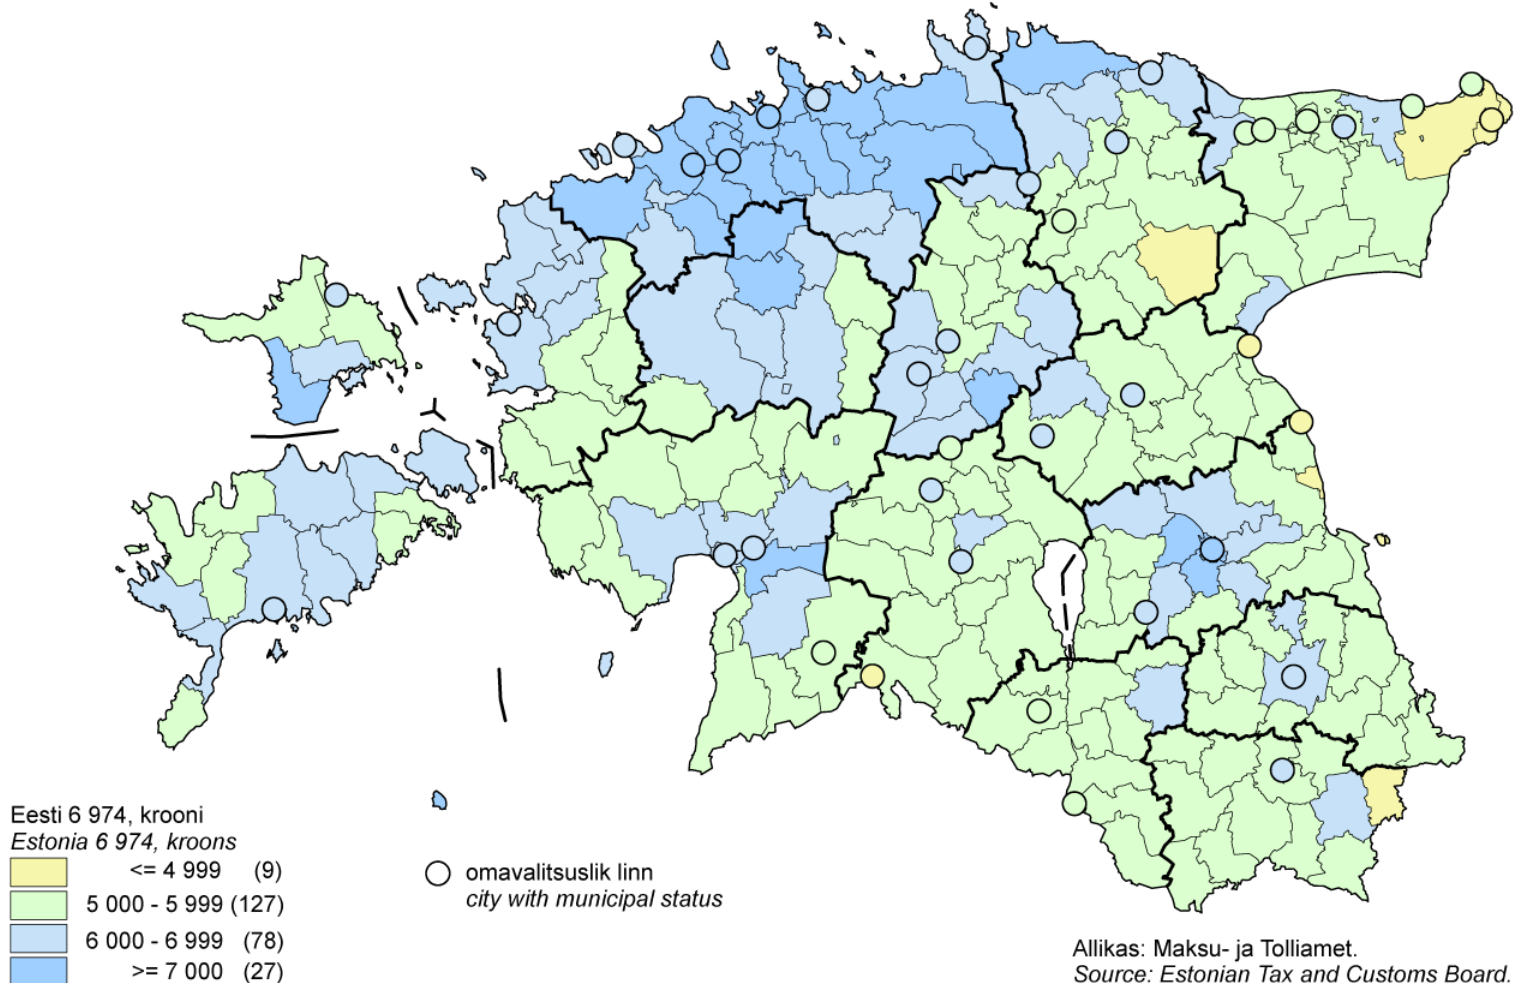 Eesti 6 974, krooni
Estonia 6 974, kroons
<= 4 999 (9)
5 000 - 5 999 (127)
6 000 - 6 999 (78)
>= 7 000 (27)
omavalitsuslik linn
city with municipal status
Allikas: Maksu- ja Tolliamet.
Source: Estonian Tax and Customs Board.